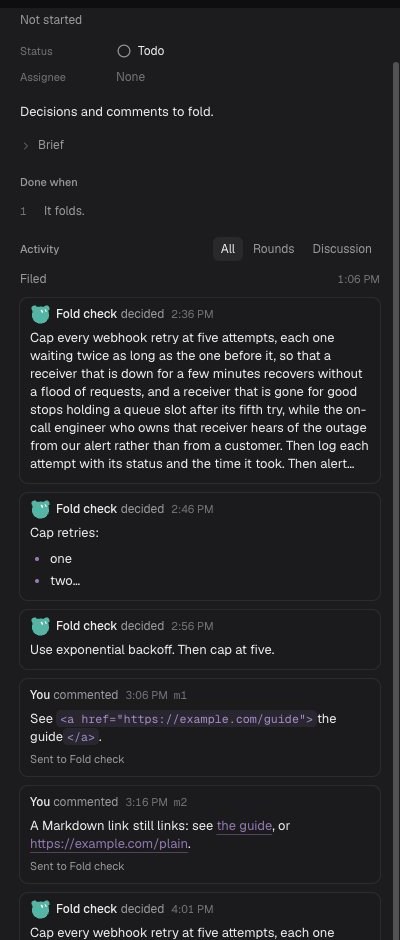 Not started
Status Todo
Assignee None
Decisions and comments to fold.
Brief
Done when
1 It folds.
Activity All Rounds Discussion
Filed 1:06 PM
Fold check decided 2:36 PM
Cap every webhook retry at five attempts, each one
waiting twice as long as the one before it, so that a
receiver that is down for a few minutes recovers without
a flood of requests, and a receiver that is gone for good
stops holding a queue slot after its fifth try, while the on-
call engineer who owns that receiver hears of the outage
from our alert rather than from a customer. Then log each
attempt with its status and the time it took. Then alert…
Fold check decided 2:46 PM
Cap retries:
• one
• two…
Fold check decided 2:56 PM
Use exponential backoff. Then cap at five.
You commented 3:06 PM m1
See <a href="https://example.com/guide"> the
guide </a>.
Sent to Fold check
You commented 3:16 PM m2
A Markdown link still links: see the guide, or
https://example.com/plain.
Sent to Fold check
Fold check decided 4:01 PM
Cap every webhook retry at five attempts, each one